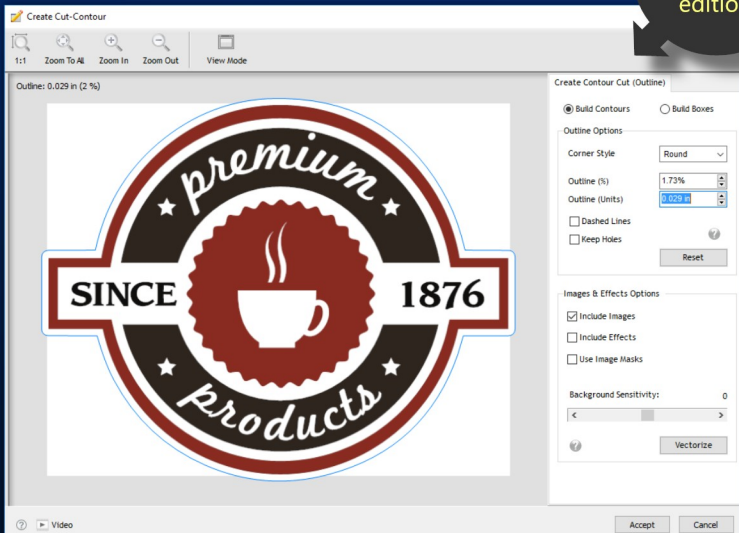 editio
Create Cut-Contour
1:1 Zoom To All Zoom In Zoom Out View Mode
Outline: 0.029 in (2 %)
premium
SINCE 1876
products
Create Contour Cut (Outline)
Build Contours Build Boxes
Outline Options
Corner Style Round
Outline (%) 1.73%
Outline (Units) 0.029 in
Dashed Lines
Keep Holes
?
Reset
Images & Effects Options
Include Images
Include Effects
Use Image Masks
Background Sensitivity: 0
< >
? Vectorize
? Video
Accept Cancel